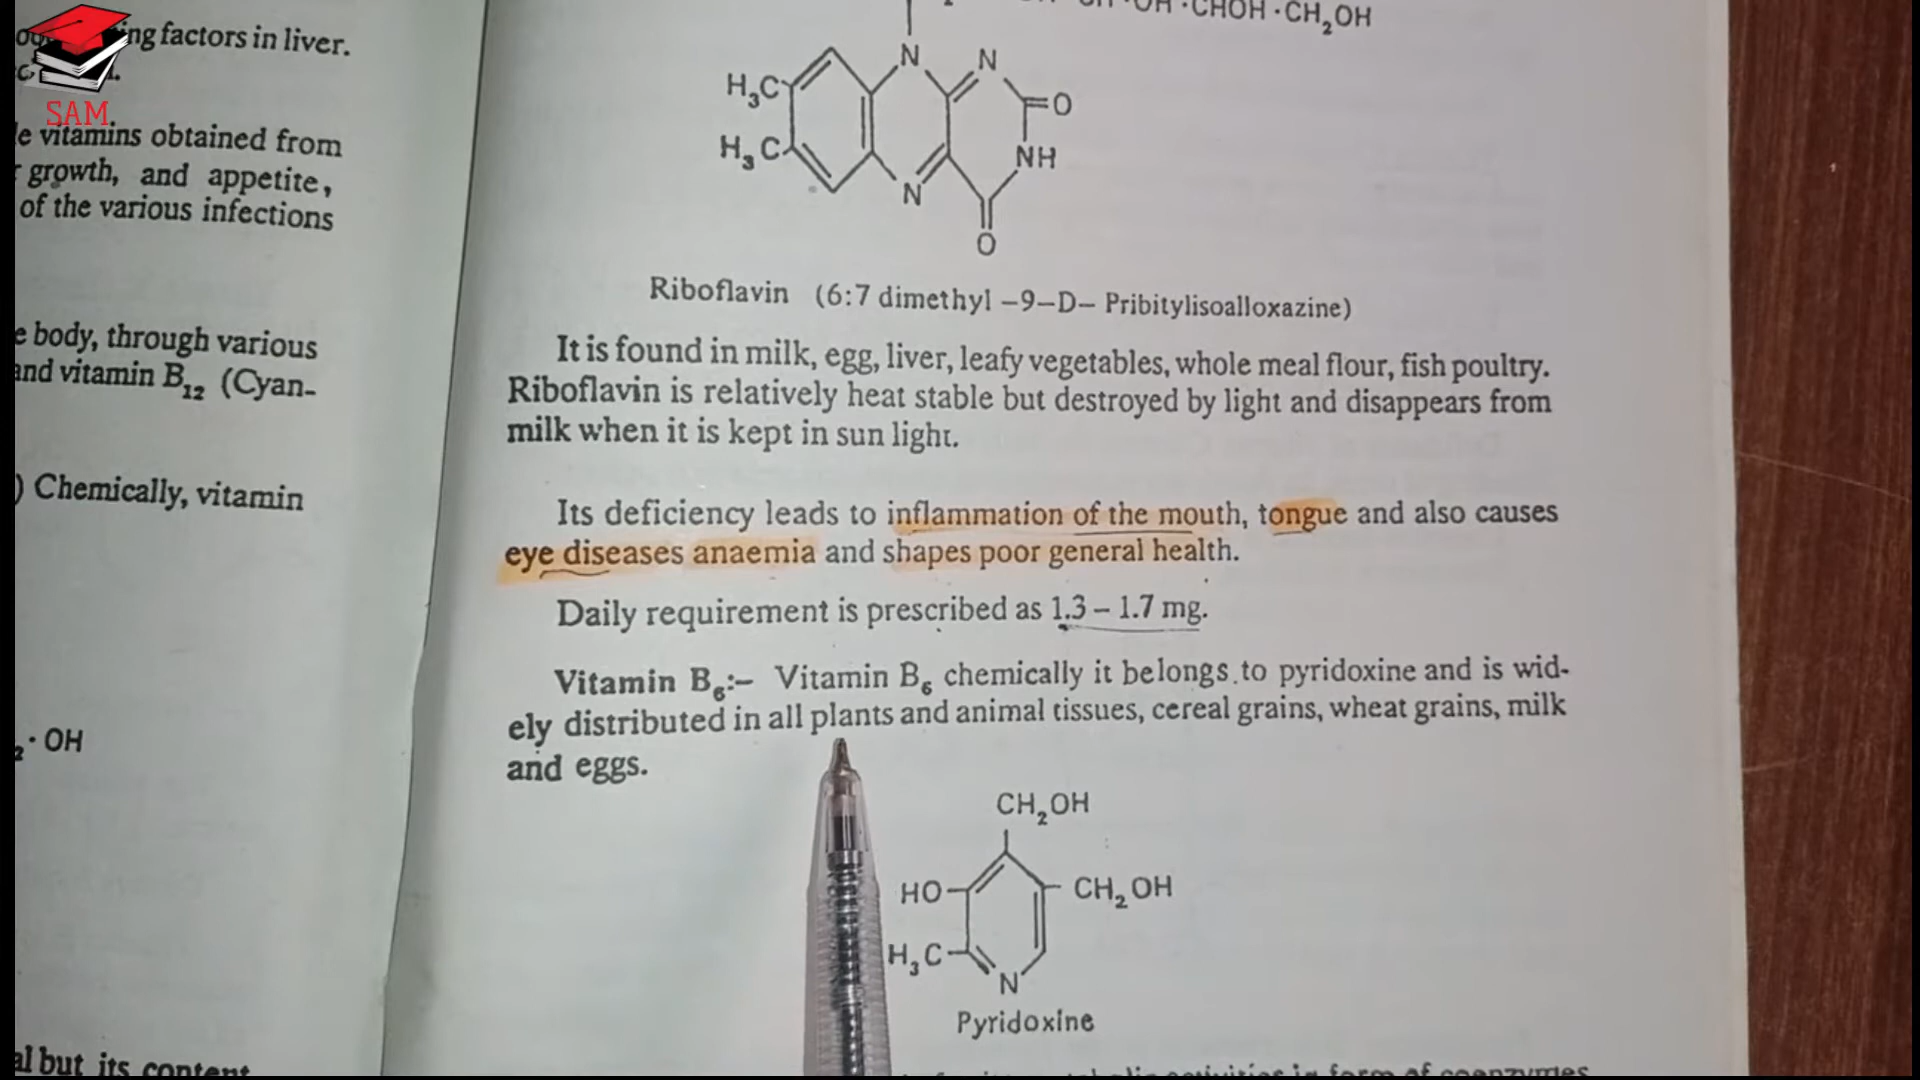 ing factors in liver.
SAM
le vitamins obtained from
growth, and appetite,
of the various infections
e body, through various
and vitamin B12 (Cyan-
) Chemically, vitamin
2·OH
al but its content
·CHOH·CH2OH
N
N
H3C
=O
H3C
NH
N
O
Riboflavin (6:7 dimethyl –9–D– Pribitylisoalloxazine)
It is found in milk, egg, liver, leafy vegetables, whole meal flour, fish poultry.
Riboflavin is relatively heat stable but destroyed by light and disappears from
milk when it is kept in sun light.
Its deficiency leads to inflammation of the mouth, tongue and also causes
eye diseases anaemia and shapes poor general health.
Daily requirement is prescribed as 1.3 – 1.7 mg.
Vitamin B6:– Vitamin B6 chemically it belongs to pyridoxine and is wid-
ely distributed in all plants and animal tissues, cereal grains, wheat grains, milk
and eggs.
CH2OH
HO
CH2OH
H3C
N
Pyridoxine
in form of coenzymes